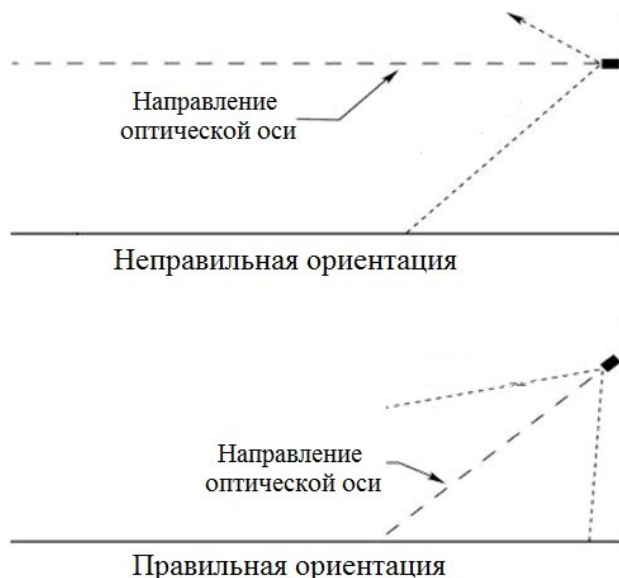 Направление
оптической оси
Неправильная ориентация
Направление
оптической оси
Правильная ориентация